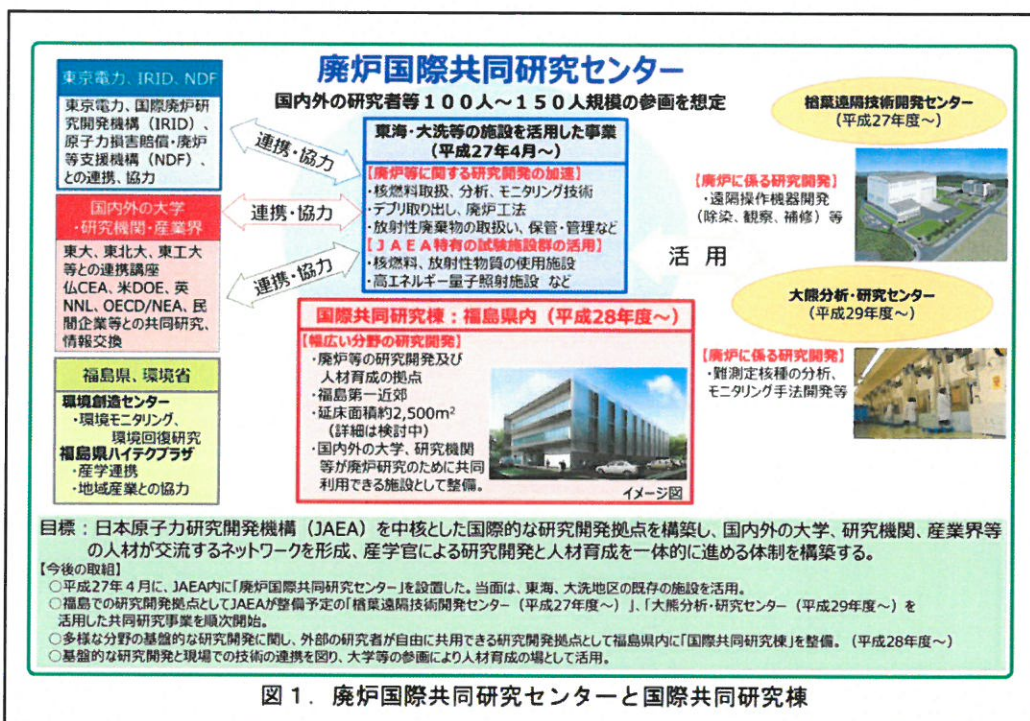 廃炉国際共同研究センター
国内外の研究者等100人~150人規模の参画を想定
東京電力、IRID、NDF
東京電力、国際廃炉研
究開発機構(IRID)、
原子力損害賠償・廃炉
等支援機構(NDF)、
との連携、協力
国内外の大学
・研究機関・産業界
東大、東北大、東工大
等との連携講座
仏CEA、米DOE、英
NNL、OECD/NEA、民
間企業等との共同研究、
情報交換
福島県、環境省
環境創造センター
・環境モニタリング、
環境回復研究
福島県ハイテクプラザ
・産学連携
・地域産業との協力
連携・協力
連携・協力
連携・協力
東海・大洗等の施設を活用した事業
(平成27年4月~)
【廃炉等に関する研究開発の加速】
・核燃料取扱、分析、モニタリング技術
・デブリ取り出し、廃炉工法
・放射性廃棄物の取扱い、保管・管理など
【JAEA特有の試験施設群の活用】
・核燃料、放射性物質の使用施設
・高エネルギー量子照射施設 など
国際共同研究棟:福島県内(平成28年度~)
【幅広い分野の研究開発】
・廃炉等の研究開発及び
人材育成の拠点
・福島第一近郊
・延床面積約2,500m²
(詳細は検討中)
・国内外の大学、研究機関
等が廃炉研究のために共同
利用できる施設として整備。
イメージ図
活用
楢葉遠隔技術開発センター
(平成27年度~)
【廃炉に係る研究開発】
・遠隔操作機器開発
(除染、観察、補修)等
大熊分析・研究センター
(平成29年度~)
【廃炉に係る研究開発】
・難測定核種の分析、
モニタリング手法開発等
目標:日本原子力研究開発機構(JAEA)を中核とした国際的な研究開発拠点を構築し、国内外の大学、研究機関、産業界等
の人材が交流するネットワークを形成、産学官による研究開発と人材育成を一体的に進める体制を構築する。
【今後の取組】
○平成27年4月に、JAEA内に「廃炉国際共同研究センター」を設置した。当面は、東海、大洗地区の既存の施設を活用。
○福島での研究開発拠点としてJAEAが整備予定の「楢葉遠隔技術開発センター(平成27年度~)」、「大熊分析・研究センター(平成29年度~)を
活用した共同研究事業を順次開始。
○多様な分野の基盤的な研究開発に関し、外部の研究者が自由に共用できる研究開発拠点として福島県内に「国際共同研究棟」を整備。(平成28年度~)
○基盤的な研究開発と現場での技術の連携を図り、大学等の参画により人材育成の場として活用。
図1.廃炉国際共同研究センターと国際共同研究棟